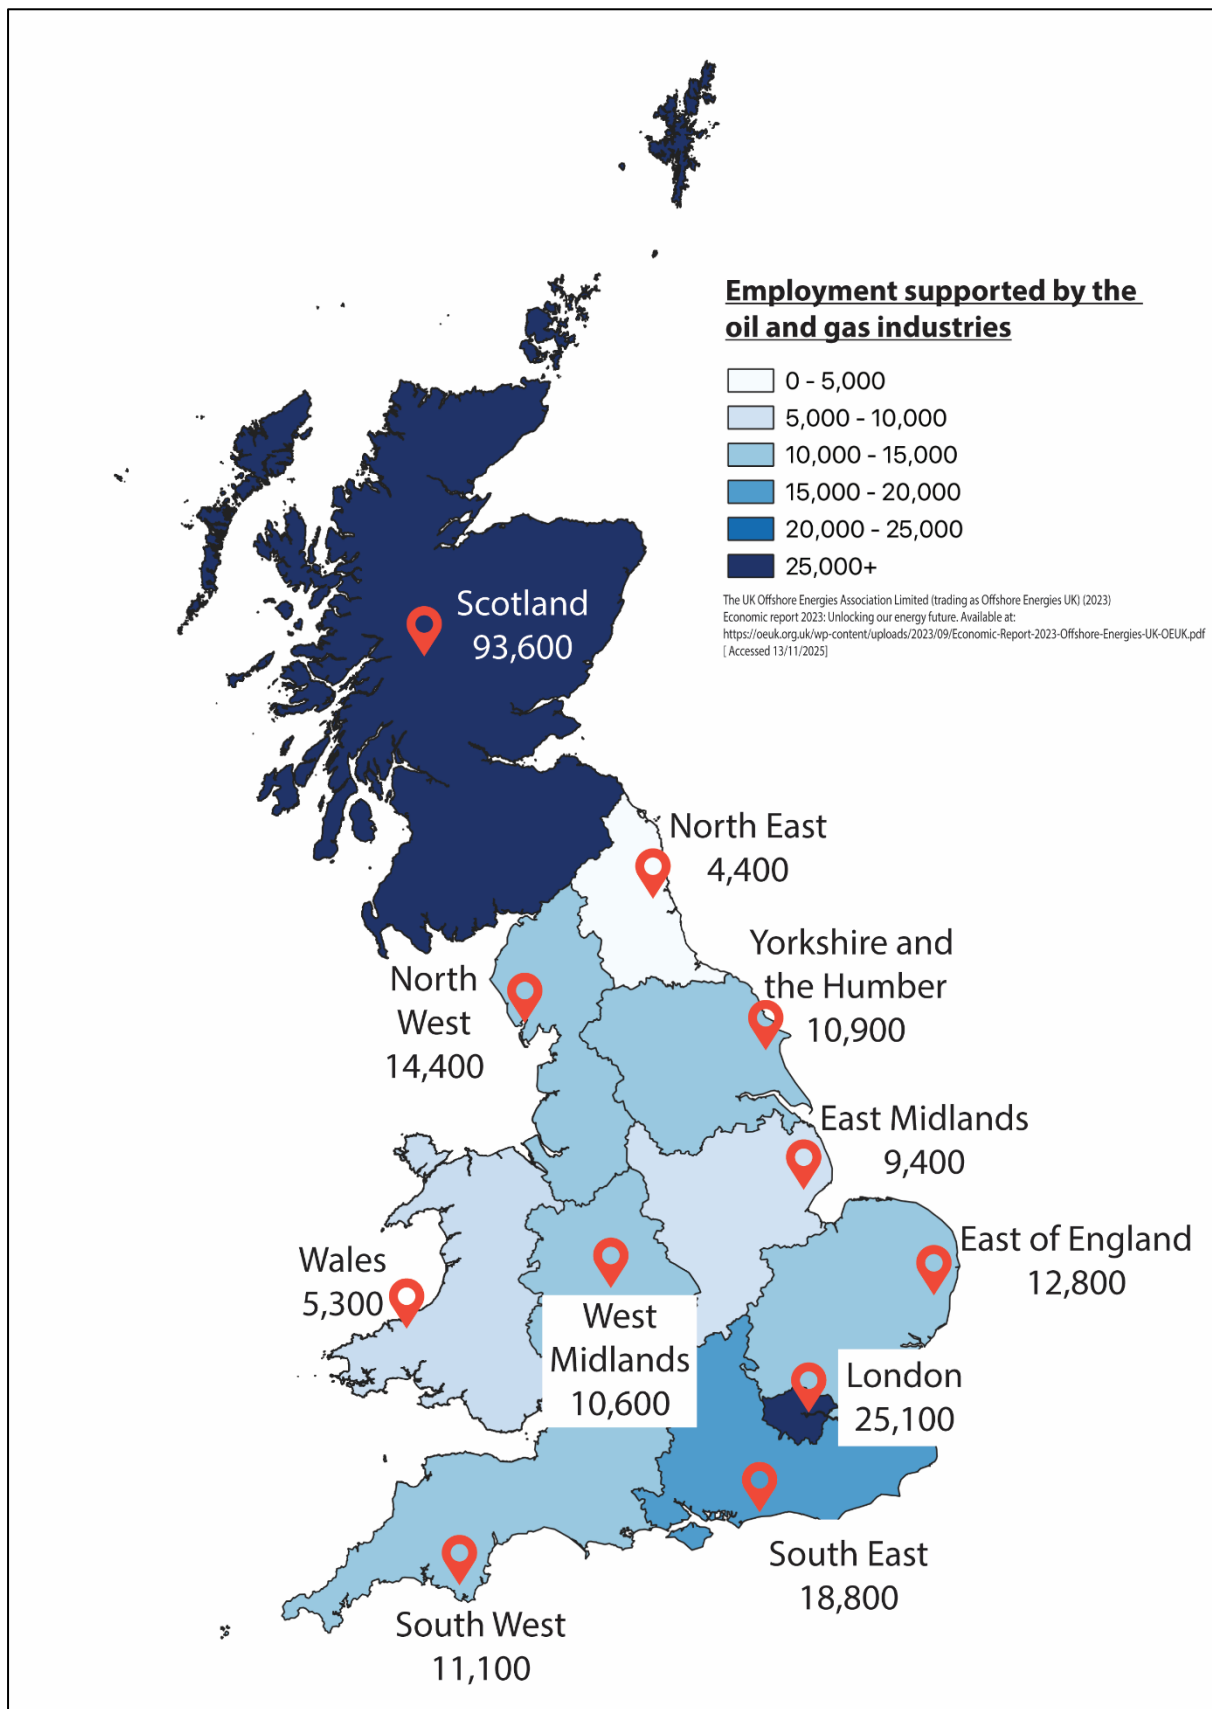 Employment supported by the
oil and gas industries
0 - 5,000
5,000 - 10,000
10,000 - 15,000
15,000 - 20,000
20,000 - 25,000
25,000+
The UK Offshore Energies Association Limited (trading as Offshore Energies UK) (2023)
Economic report 2023: Unlocking our energy future. Available at:
https://oeuk.org.uk/wp-content/uploads/2023/09/Economic-Report-2023-Offshore-Energies-UK-OEUK.pdf
[ Accessed 13/11/2025]
Scotland
93,600
North East
4,400
Yorkshire and
the Humber
10,900
North
West
14,400
East Midlands
9,400
East of England
12,800
Wales
5,300
West
Midlands
10,600
London
25,100
South East
18,800
South West
11,100